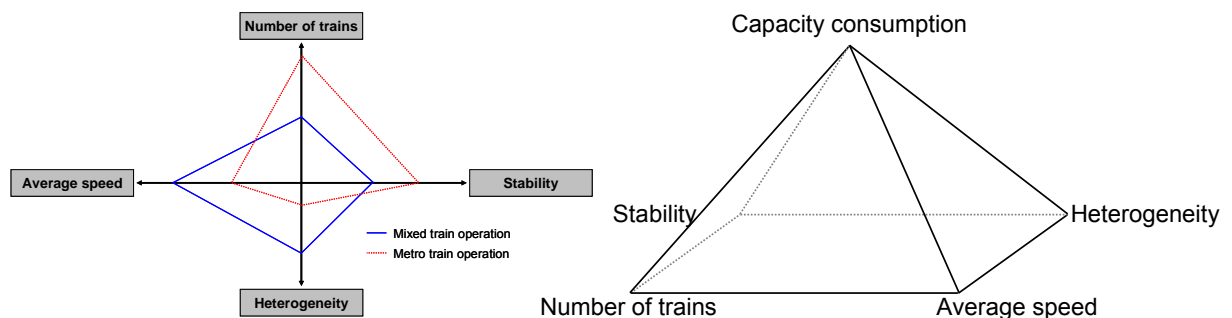 Number of trains
Average speed
Stability
Mixed train operation
Metro train operation
Heterogeneity
Capacity consumption
Stability
Heterogeneity
Number of trains
Average speed